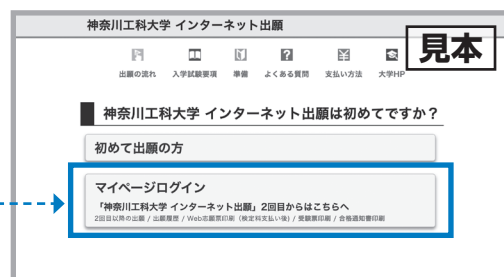 神奈川工科大学 インターネット出願
見本
出願の流れ 入学試験要項 準備 よくある質問 支払い方法 大学HP
神奈川工科大学 インターネット出願は初めてですか？
初めて出願の方
マイページログイン
「神奈川工科大学 インターネット出願」2回目からはこちらへ
2回目以降の出願 / 出願履歴 / Web志願票印刷（検定料支払い後）/ 受験票印刷 / 合格通知書印刷